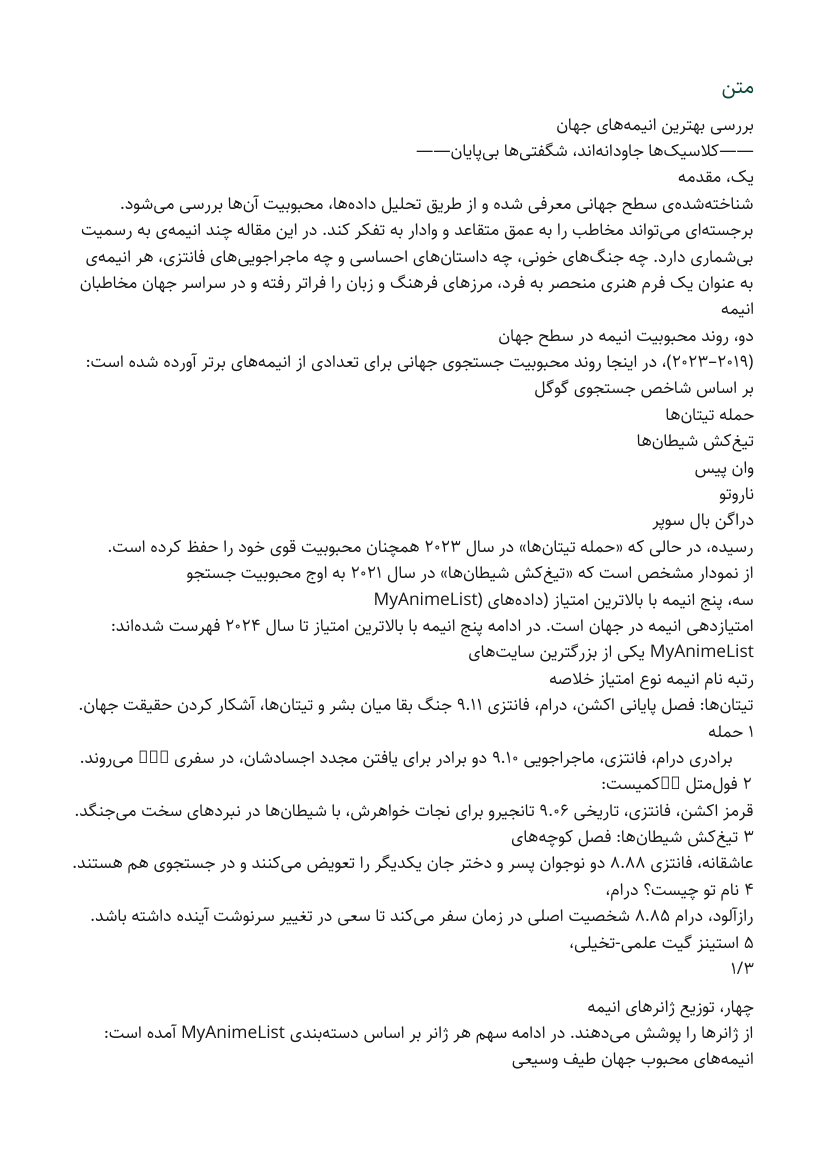 متن
بررسی بهترین انیمه‌های جهان
——کلاسیک‌ها جاودانه‌اند، شگفتی‌ها بی‌پایان——
یک، مقدمه
شناخته‌شده‌ی سطح جهانی معرفی شده و از طریق تحلیل داده‌ها، محبوبیت آن‌ها بررسی می‌شود.
برجسته‌ای می‌تواند مخاطب را به عمق متقاعد و وادار به تفکر کند. در این مقاله چند انیمه‌ی به رسمیت
بی‌شماری دارد. چه جنگ‌های خونی، چه داستان‌های احساسی و چه ماجراجویی‌های فانتزی، هر انیمه‌ی
به عنوان یک فرم هنری منحصر به فرد، مرزهای فرهنگ و زبان را فراتر رفته و در سراسر جهان مخاطبان
انیمه
دو، روند محبوبیت انیمه در سطح جهان
(۲۰۱۹–۲۰۲۳)، در اینجا روند محبوبیت جستجوی جهانی برای تعدادی از انیمه‌های برتر آورده شده است:
بر اساس شاخص جستجوی گوگل
حمله تیتان‌ها
تیغ‌کش شیطان‌ها
وان پیس
ناروتو
دراگن بال سوپر
رسیده، در حالی که «حمله تیتان‌ها» در سال ۲۰۲۳ همچنان محبوبیت قوی خود را حفظ کرده است.
از نمودار مشخص است که «تیغ‌کش شیطان‌ها» در سال ۲۰۲۱ به اوج محبوبیت جستجو
سه، پنج انیمه با بالاترین امتیاز (داده‌های MyAnimeList)
امتیازدهی انیمه در جهان است. در ادامه پنج انیمه با بالاترین امتیاز تا سال ۲۰۲۴ فهرست شده‌اند:
MyAnimeList یکی از بزرگترین سایت‌های
رتبه نام انیمه نوع امتیاز خلاصه
تیتان‌ها: فصل پایانی اکشن، درام، فانتزی ۹.۱۱ جنگ بقا میان بشر و تیتان‌ها، آشکار کردن حقیقت جهان.
۱ حمله
برادری درام، فانتزی، ماجراجویی ۹.۱۰ دو برادر برای یافتن مجدد اجسادشان، در سفری می‌روند.
۲ فول‌متل کمیست:
قرمز اکشن، فانتزی، تاریخی ۹.۰۶ تانجیرو برای نجات خواهرش، با شیطان‌ها در نبردهای سخت می‌جنگد.
۳ تیغ‌کش شیطان‌ها: فصل کوچه‌های
عاشقانه، فانتزی ۸.۸۸ دو نوجوان پسر و دختر جان یکدیگر را تعویض می‌کنند و در جستجوی هم هستند.
۴ نام تو چیست؟ درام،
رازآلود، درام ۸.۸۵ شخصیت اصلی در زمان سفر می‌کند تا سعی در تغییر سرنوشت آینده داشته باشد.
۵ استینز گیت علمی-تخیلی،
۱/۳
چهار، توزیع ژانرهای انیمه
از ژانرها را پوشش می‌دهند. در ادامه سهم هر ژانر بر اساس دسته‌بندی MyAnimeList آمده است:
انیمه‌های محبوب جهان طیف وسیعی